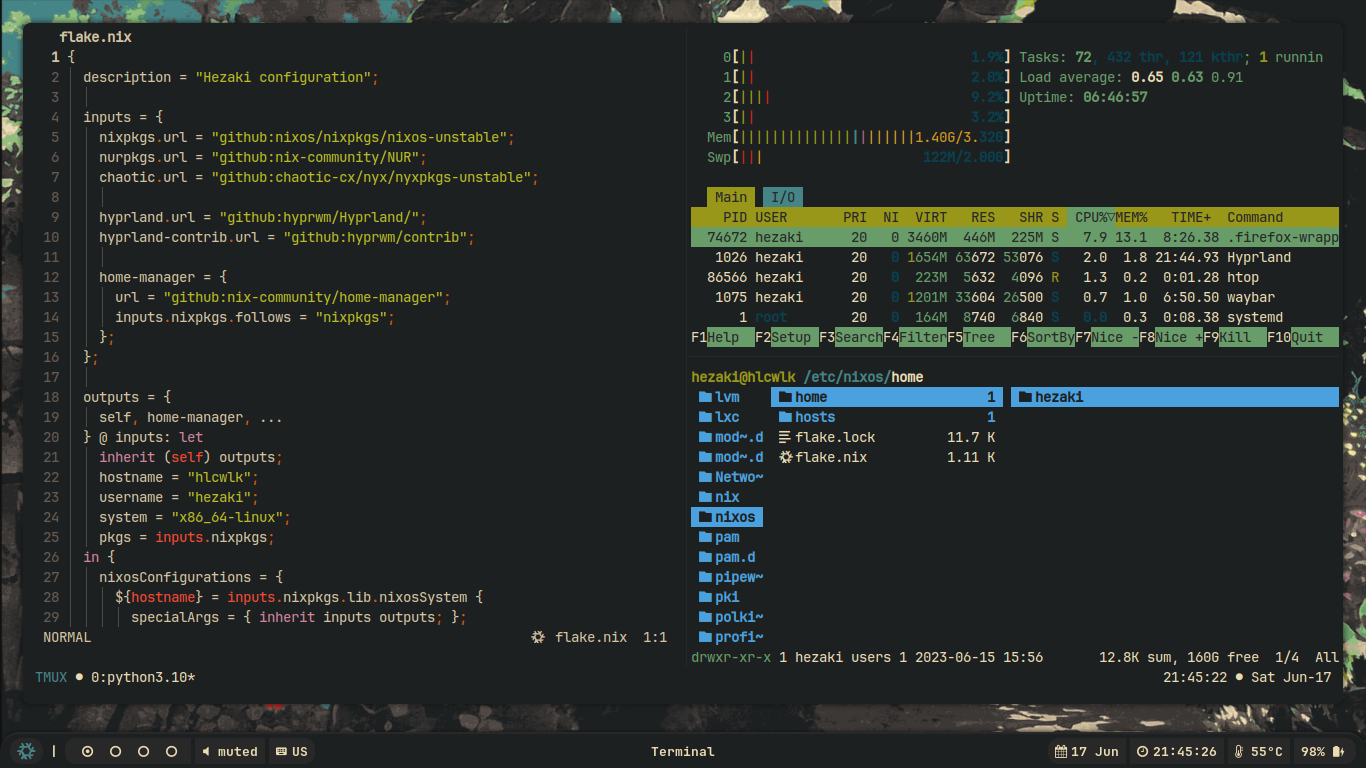 flake.nix
1 {
2 description = "Hezaki configuration";
3
4 inputs = {
5 nixpkgs.url = "github:nixos/nixpkgs/nixos-unstable";
6 nurpkgs.url = "github:nix-community/NUR";
7 chaotic.url = "github:chaotic-cx/nyx/nyxpkgs-unstable";
8
9 hyprland.url = "github:hyprwm/Hyprland/";
10 hyprland-contrib.url = "github:hyprwm/contrib";
11
12 home-manager = {
13 url = "github:nix-community/home-manager";
14 inputs.nixpkgs.follows = "nixpkgs";
15 };
16 };
17
18 outputs = {
19 self, home-manager, ...
20 } @ inputs: let
21 inherit (self) outputs;
22 hostname = "hlcwlk";
23 username = "hezaki";
24 system = "x86_64-linux";
25 pkgs = inputs.nixpkgs;
26 in {
27 nixosConfigurations = {
28 ${hostname} = inputs.nixpkgs.lib.nixosSystem {
29 specialArgs = { inherit inputs outputs; };
NORMAL flake.nix 1:1
0[|| 1.9%] Tasks: 72, 432 thr, 121 kthr; 1 runnin
1[|| 2.0%] Load average: 0.65 0.63 0.91
2[|||| 9.2%] Uptime: 06:46:57
3[|| 3.2%]
Mem[||||||||||||||||||||||1.40G/3.32G]
Swp[||| 122M/2.00G]
Main I/O
PID USER PRI NI VIRT RES SHR S CPU%▽MEM% TIME+ Command
74672 hezaki 20 0 3460M 446M 225M S 7.9 13.1 8:26.38 .firefox-wrapp
1026 hezaki 20 0 1654M 63672 53076 S 2.0 1.8 21:44.93 Hyprland
86566 hezaki 20 0 223M 5632 4096 R 1.3 0.2 0:01.28 htop
1075 hezaki 20 0 1201M 33604 26500 S 0.7 1.0 6:50.50 waybar
1 root 20 0 164M 8740 6840 S 0.0 0.3 0:08.38 systemd
F1Help F2Setup F3SearchF4FilterF5Tree F6SortByF7Nice -F8Nice +F9Kill F10Quit
hezaki@hlcwlk /etc/nixos/home
lvm home 1 hezaki
lxc hosts 1
mod~.d flake.lock 11.7 K
mod~.d flake.nix 1.11 K
Netwo~
nix
nixos
pam
pam.d
pipew~
pki
polki~
profi~
drwxr-xr-x 1 hezaki users 1 2023-06-15 15:56 12.8K sum, 160G free 1/4 All
TMUX ● 0:python3.10* 21:45:22 ● Sat Jun-17
| muted US Terminal 17 Jun 21:45:26 55°C 98%